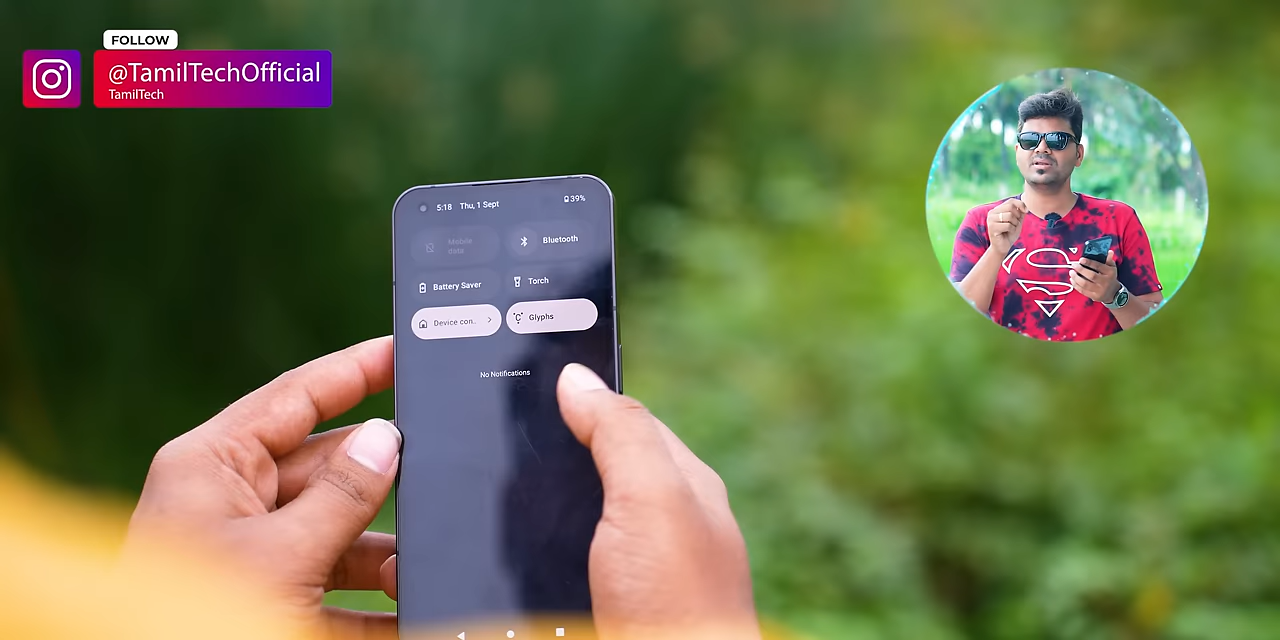 FOLLOW
@TamilTechOfficial
TamilTech
5:18 Thu, 1 Sept
39%
Mobile
data
Bluetooth
Battery Saver
Torch
Device con..
Glyphs
No Notifications